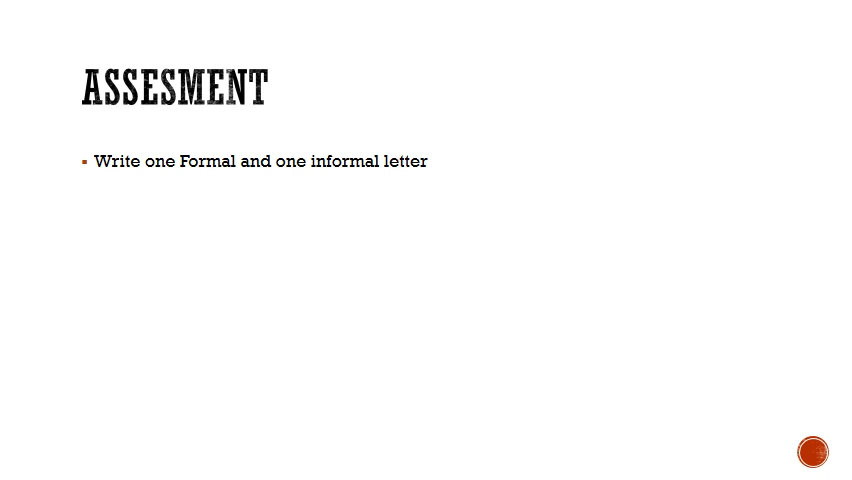 ASSESMENT
▪ Write one Formal and one informal letter